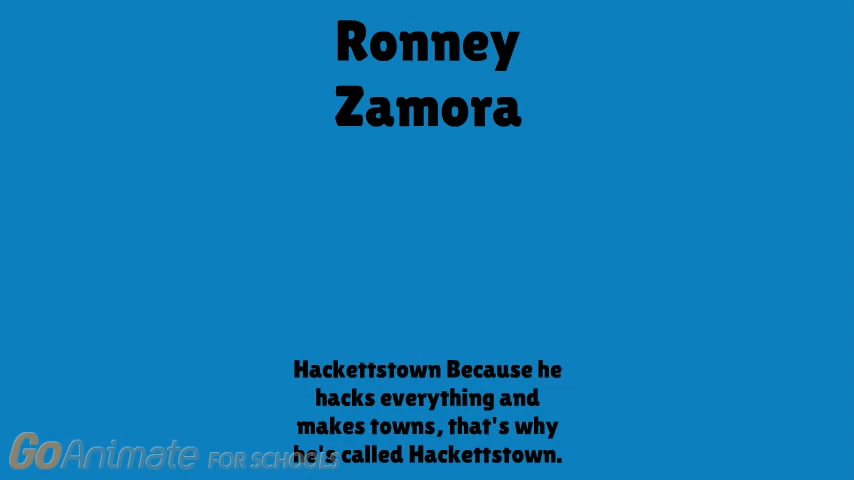 Ronney
Zamora
Hackettstown Because he
hacks everything and
makes towns, that's why
he's called Hackettstown.
GoAnimate FOR SCHOOLS